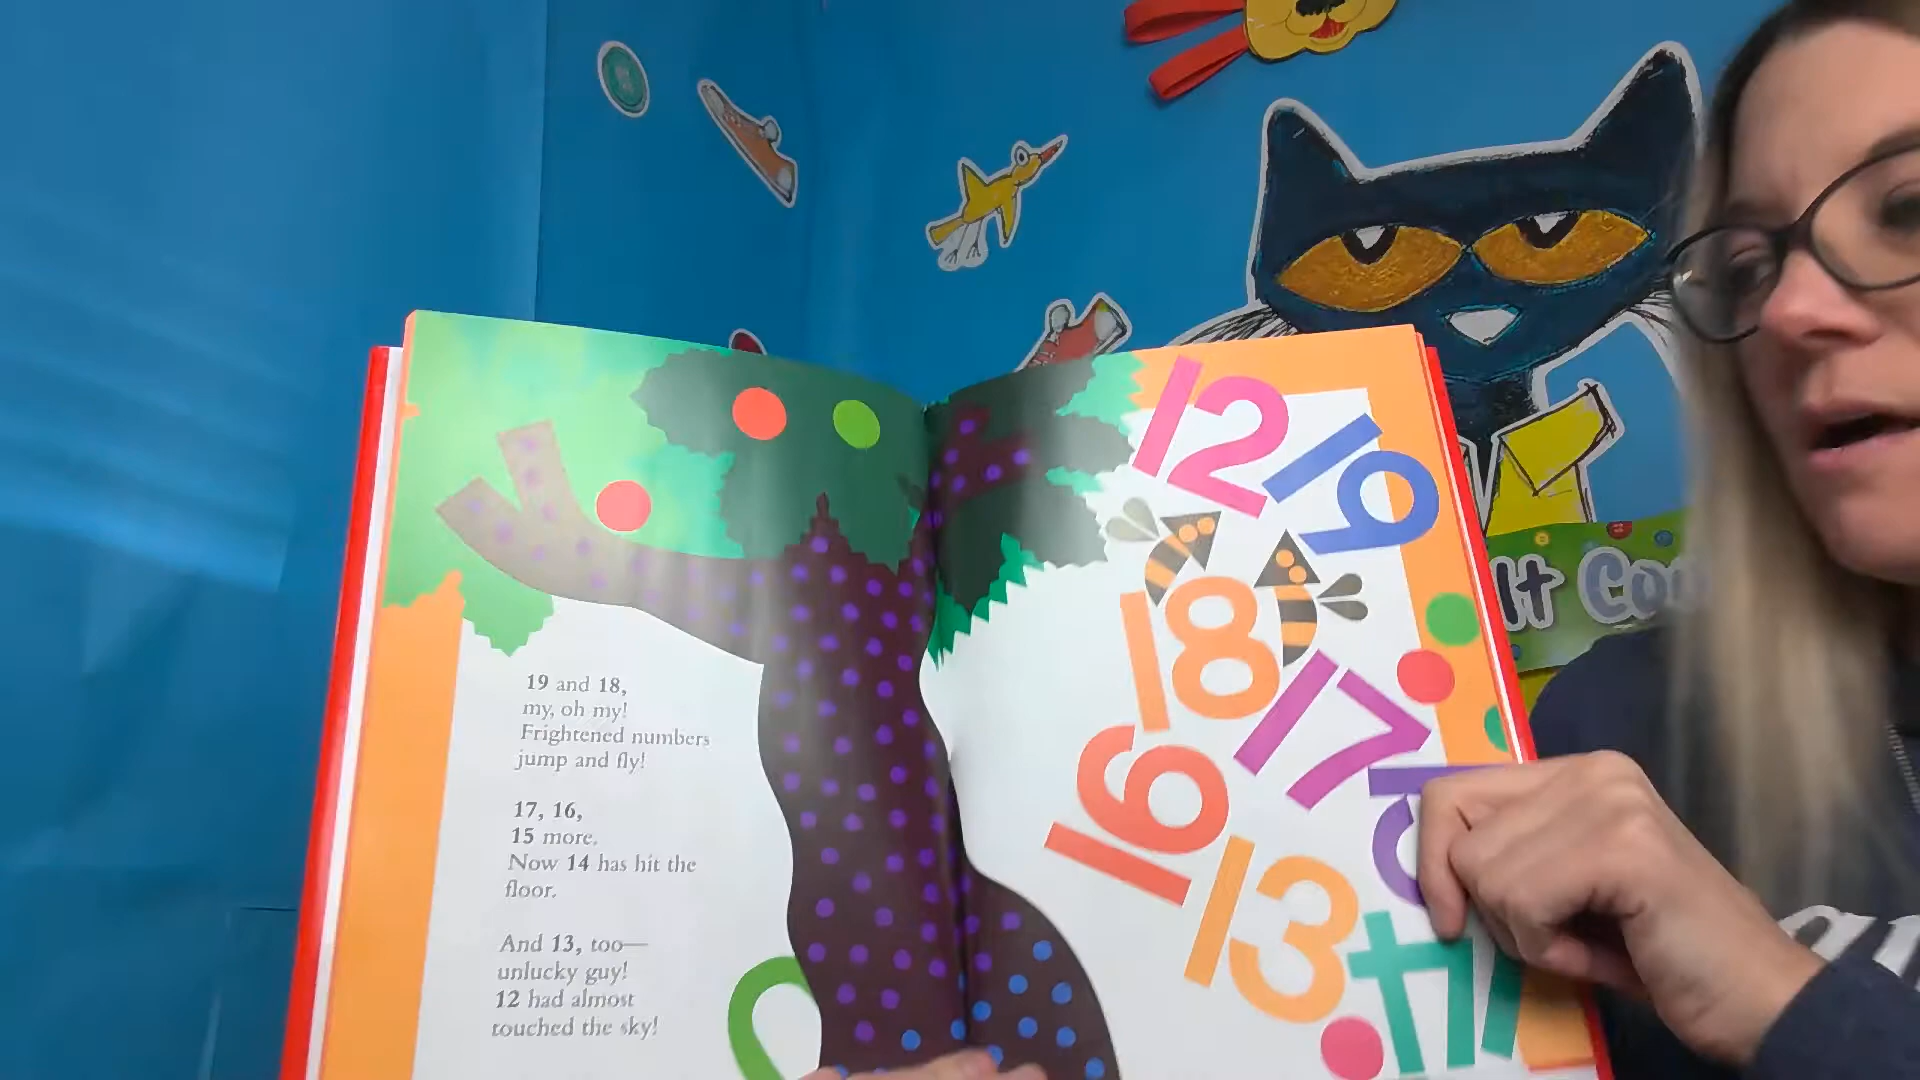 19 and 18,
my, oh my!
Frightened numbers
jump and fly!
17, 16,
15 more.
Now 14 has hit the
floor.
And 13, too—
unlucky guy!
12 had almost
touched the sky!
12
19
18
17
16
13
14
It